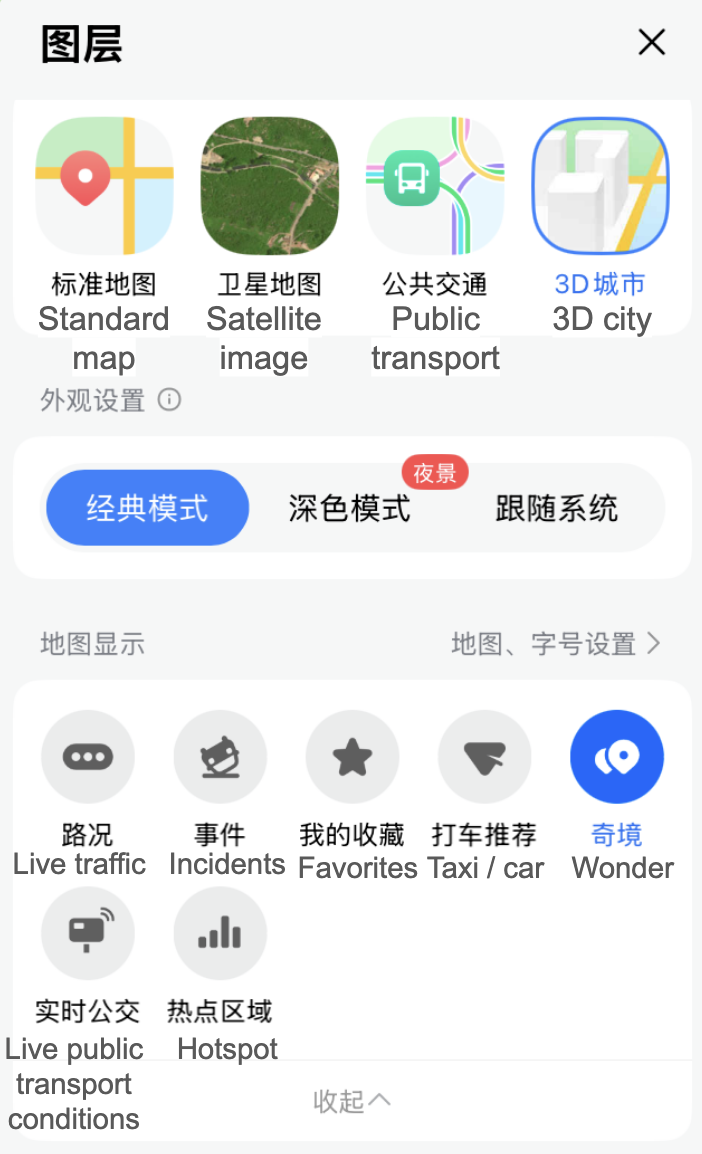 图层
标准地图 卫星地图 公共交通 3D城市
Standard Satellite Public 3D city
map image transport
外观设置
夜景
经典模式 深色模式 跟随系统
地图显示 地图、字号设置
路况 事件 我的收藏 打车推荐 奇境
Live traffic Incidents Favorites Taxi / car Wonder
实时公交 热点区域
Live public Hotspot
transport
conditions
收起